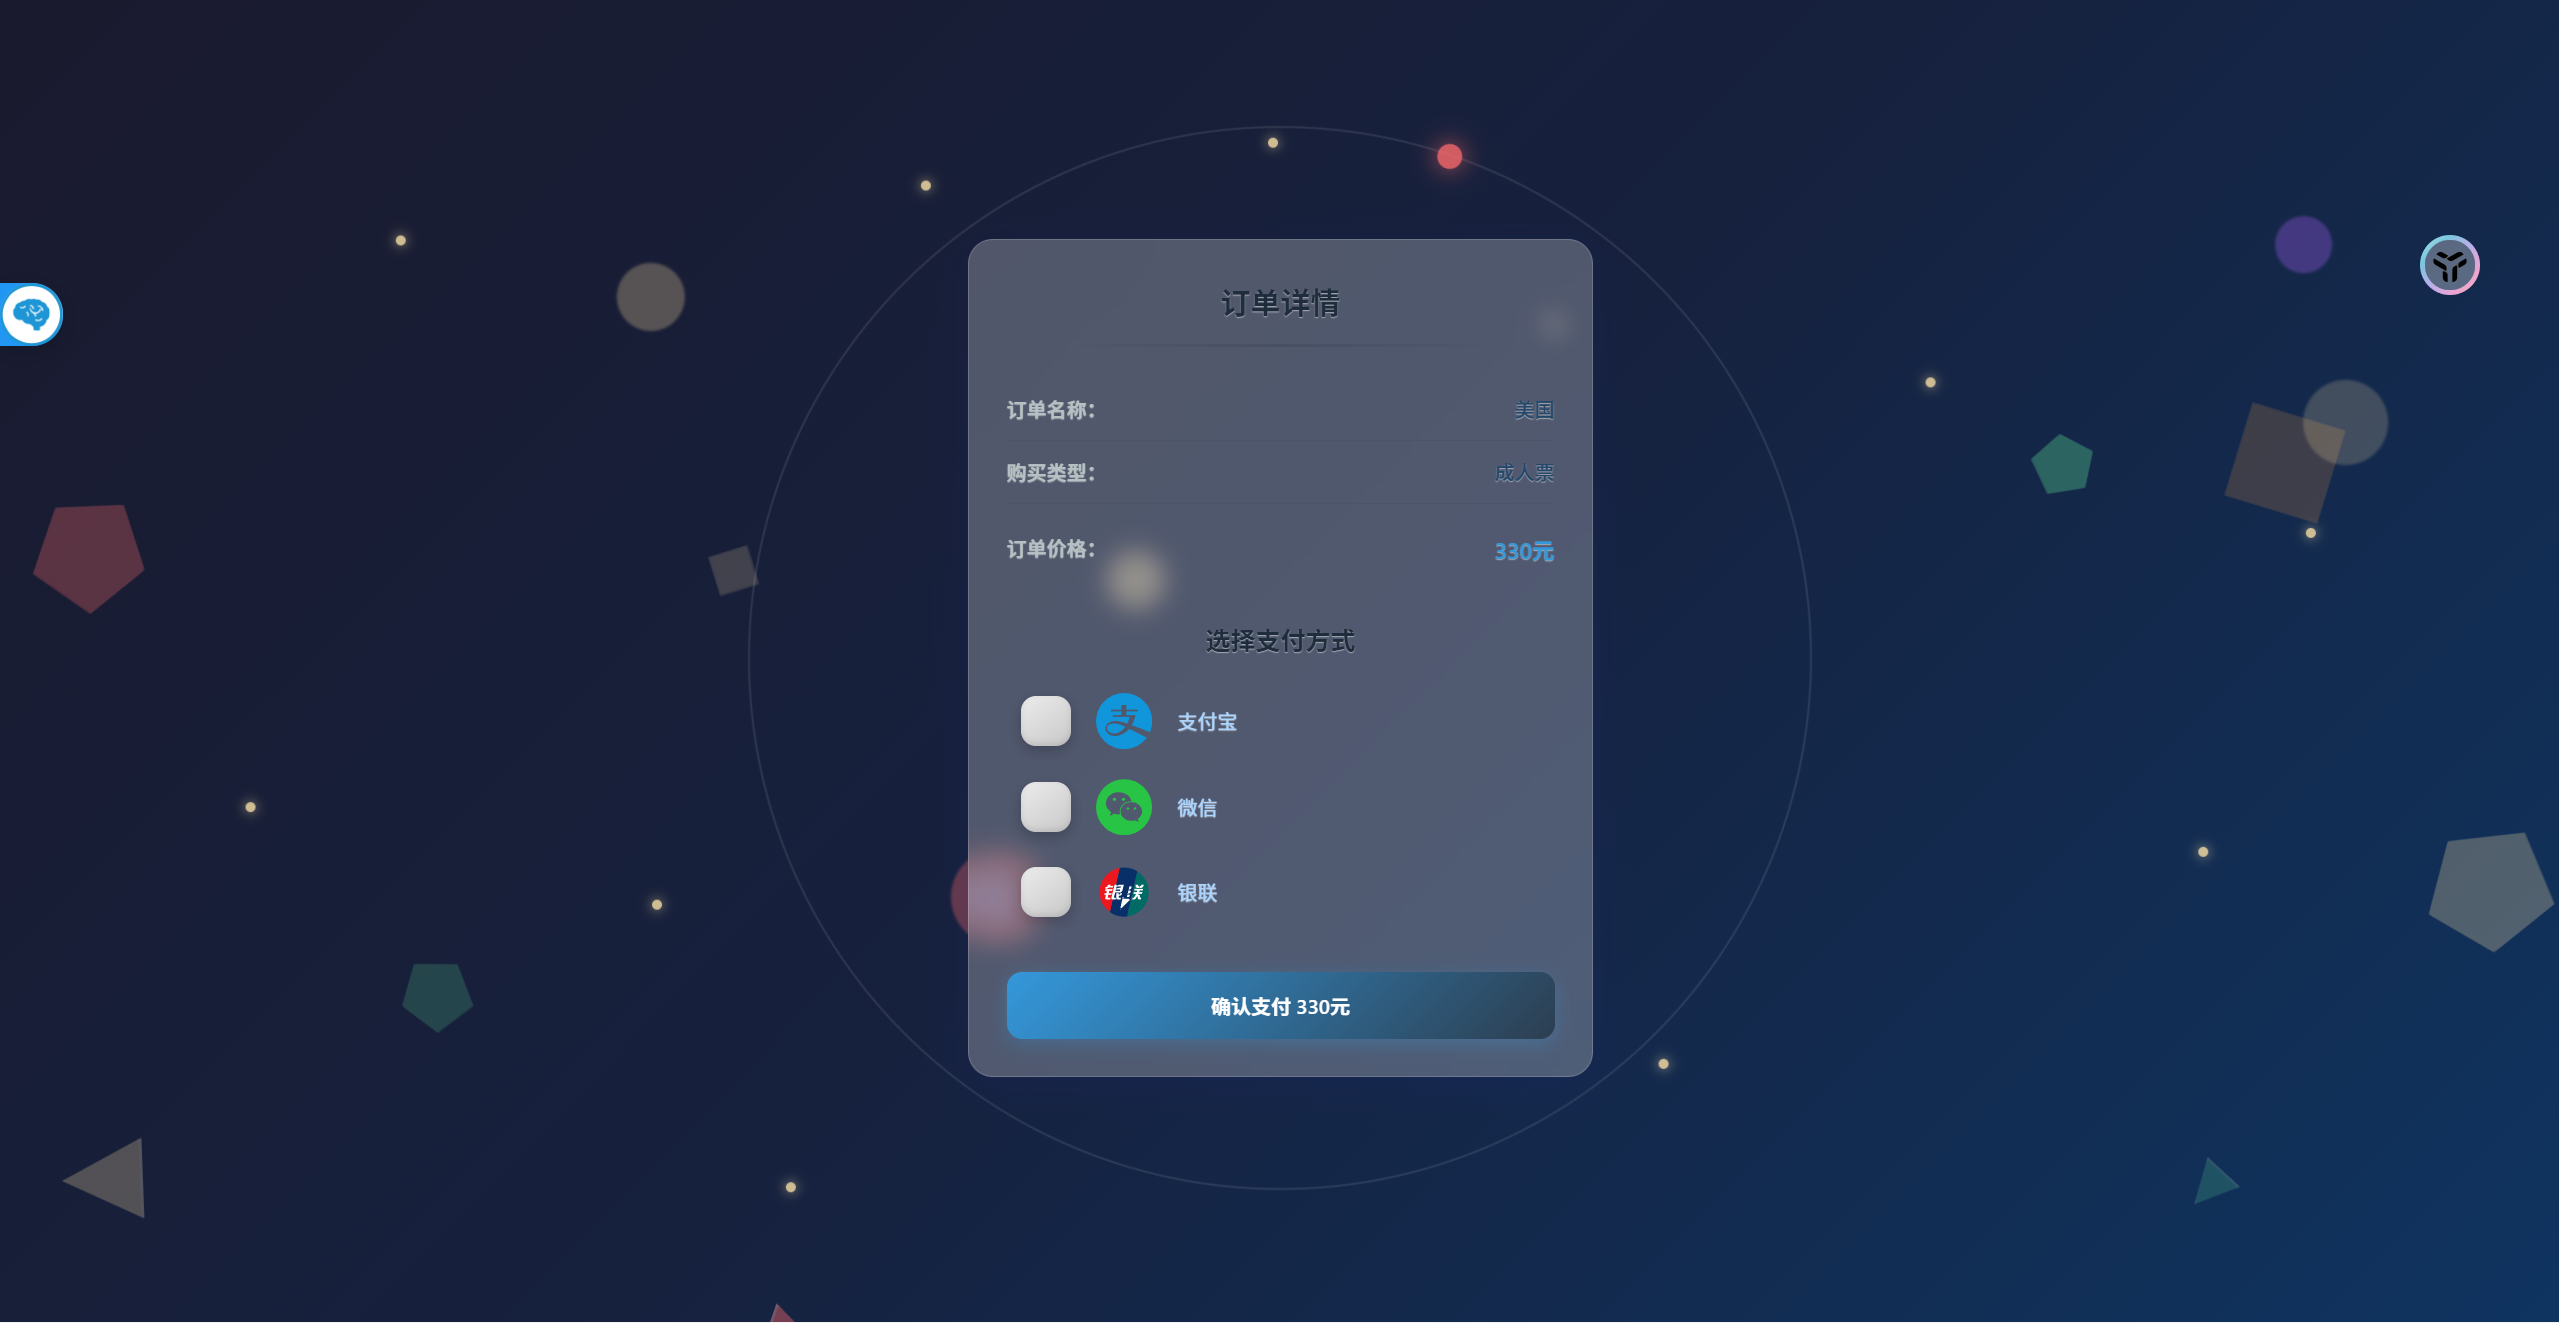 订单详情
订单名称：
美国
购买类型：
成人票
订单价格：
330元
选择支付方式
支
支付宝
微信
银联
银联
确认支付 330元